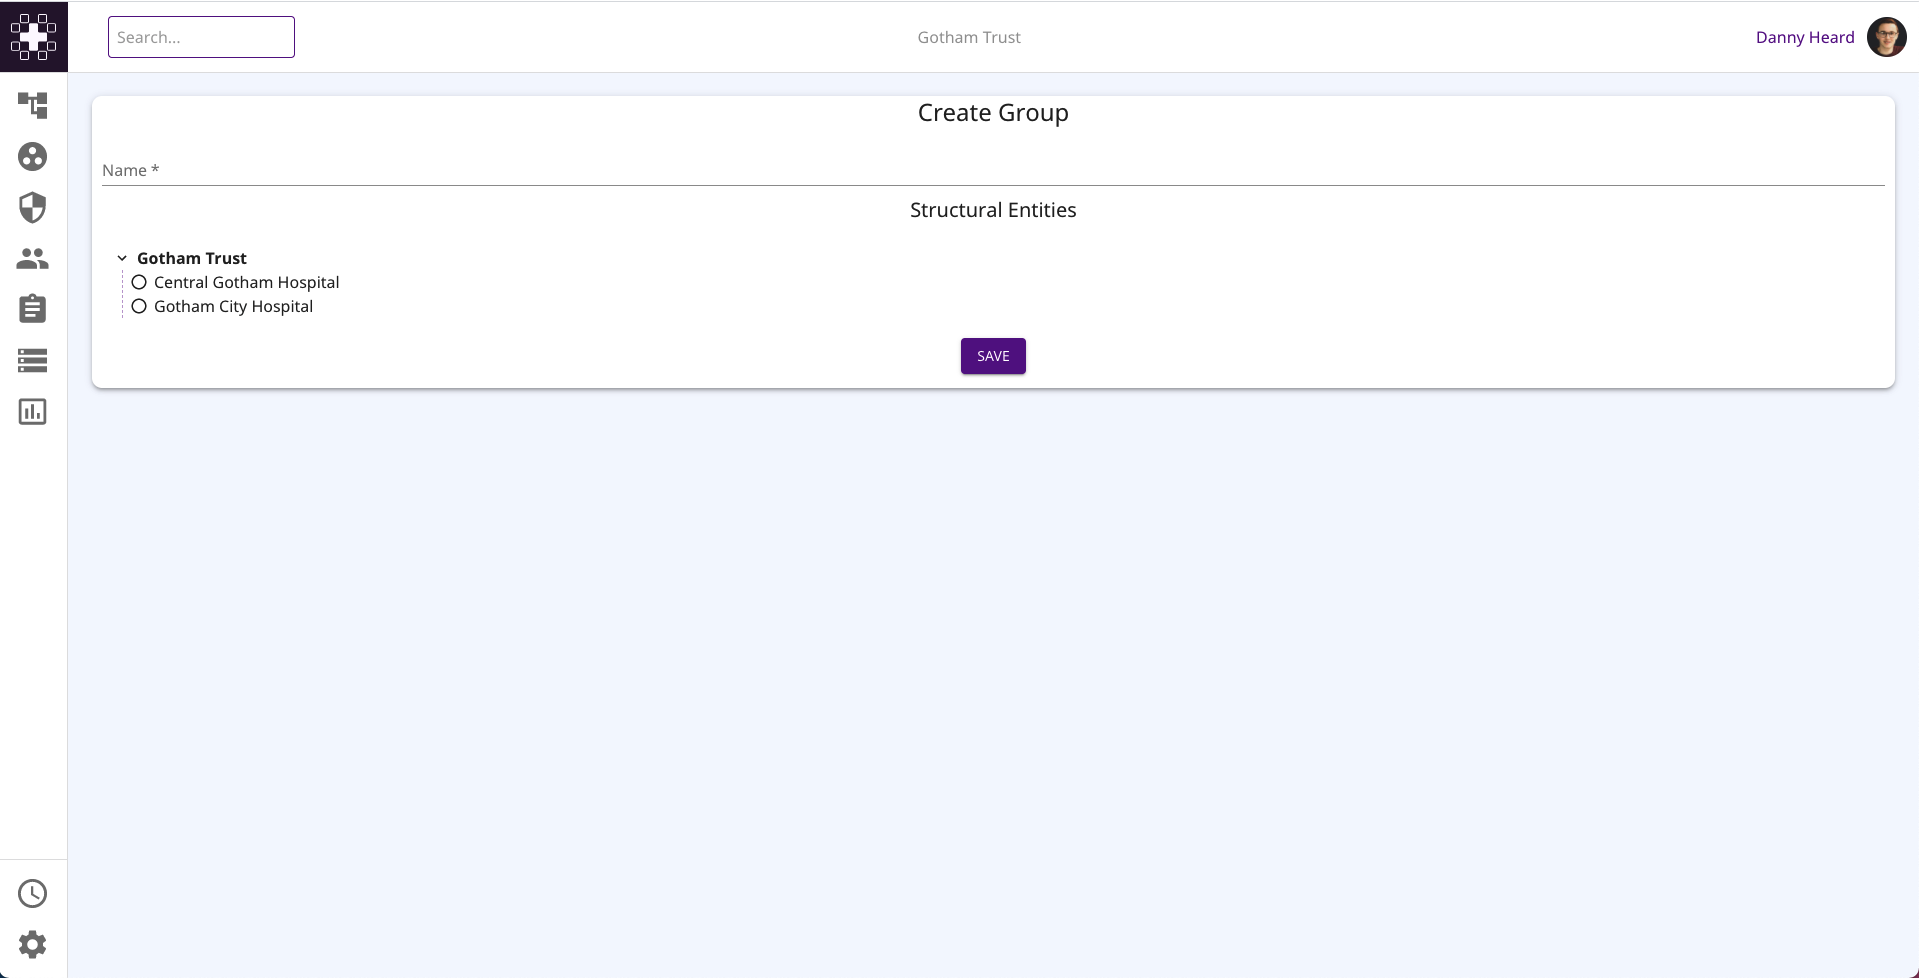 Search...
Gotham Trust
Danny Heard
Create Group
Name *
Structural Entities
Gotham Trust
Central Gotham Hospital
Gotham City Hospital
SAVE